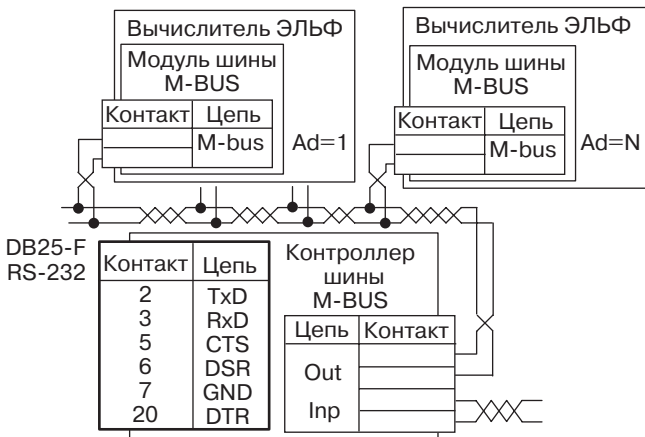 Вычислитель ЭЛЬФ
Модуль шины
M-BUS
Контакт Цепь
M-bus
Ad=1
Вычислитель ЭЛЬФ
Модуль шины
M-BUS
Контакт Цепь
M-bus
Ad=N
DB25-F
RS-232
Контакт Цепь
2 TxD
3 RxD
5 CTS
6 DSR
7 GND
20 DTR
Контроллер
шины
M-BUS
Цепь Контакт
Out
Inp